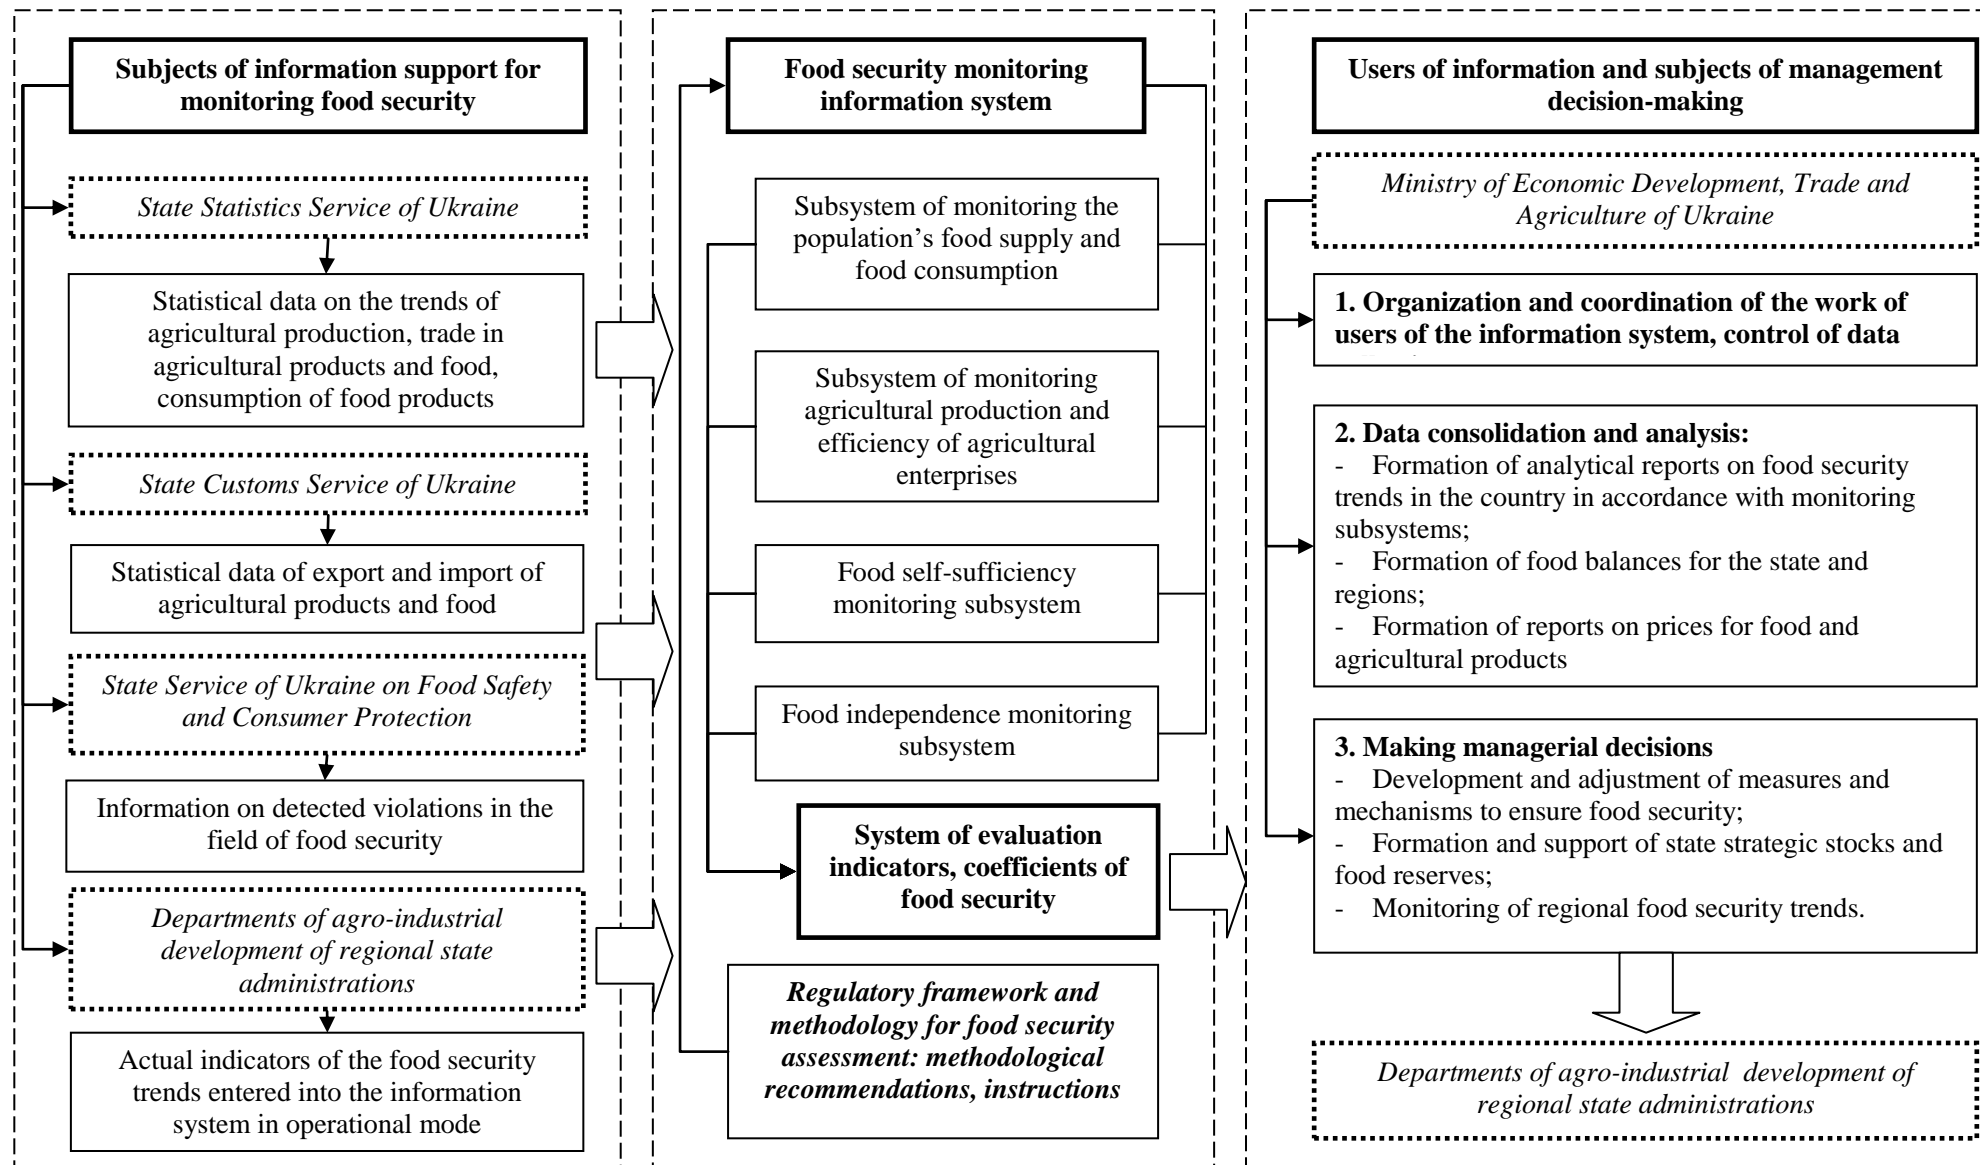 Subjects of information support for
monitoring food security
State Statistics Service of Ukraine
Statistical data on the trends of
agricultural production, trade in
agricultural products and food,
consumption of food products
State Customs Service of Ukraine
Statistical data of export and import of
agricultural products and food
State Service of Ukraine on Food Safety
and Consumer Protection
Information on detected violations in the
field of food security
Departments of agro-industrial
development of regional state
administrations
Actual indicators of the food security
trends entered into the information
system in operational mode
Food security monitoring
information system
Subsystem of monitoring the
population’s food supply and
food consumption
Subsystem of monitoring
agricultural production and
efficiency of agricultural
enterprises
Food self-sufficiency
monitoring subsystem
Food independence monitoring
subsystem
System of evaluation
indicators, coefficients of
food security
Regulatory framework and
methodology for food security
assessment: methodological
recommendations, instructions
Users of information and subjects of management
decision-making
Ministry of Economic Development, Trade and
Agriculture of Ukraine
1. Organization and coordination of the work of
users of the information system, control of data
2. Data consolidation and analysis:
- Formation of analytical reports on food security
trends in the country in accordance with monitoring
subsystems;
- Formation of food balances for the state and
regions;
- Formation of reports on prices for food and
agricultural products
3. Making managerial decisions
- Development and adjustment of measures and
mechanisms to ensure food security;
- Formation and support of state strategic stocks and
food reserves;
- Monitoring of regional food security trends.
Departments of agro-industrial development of
regional state administrations